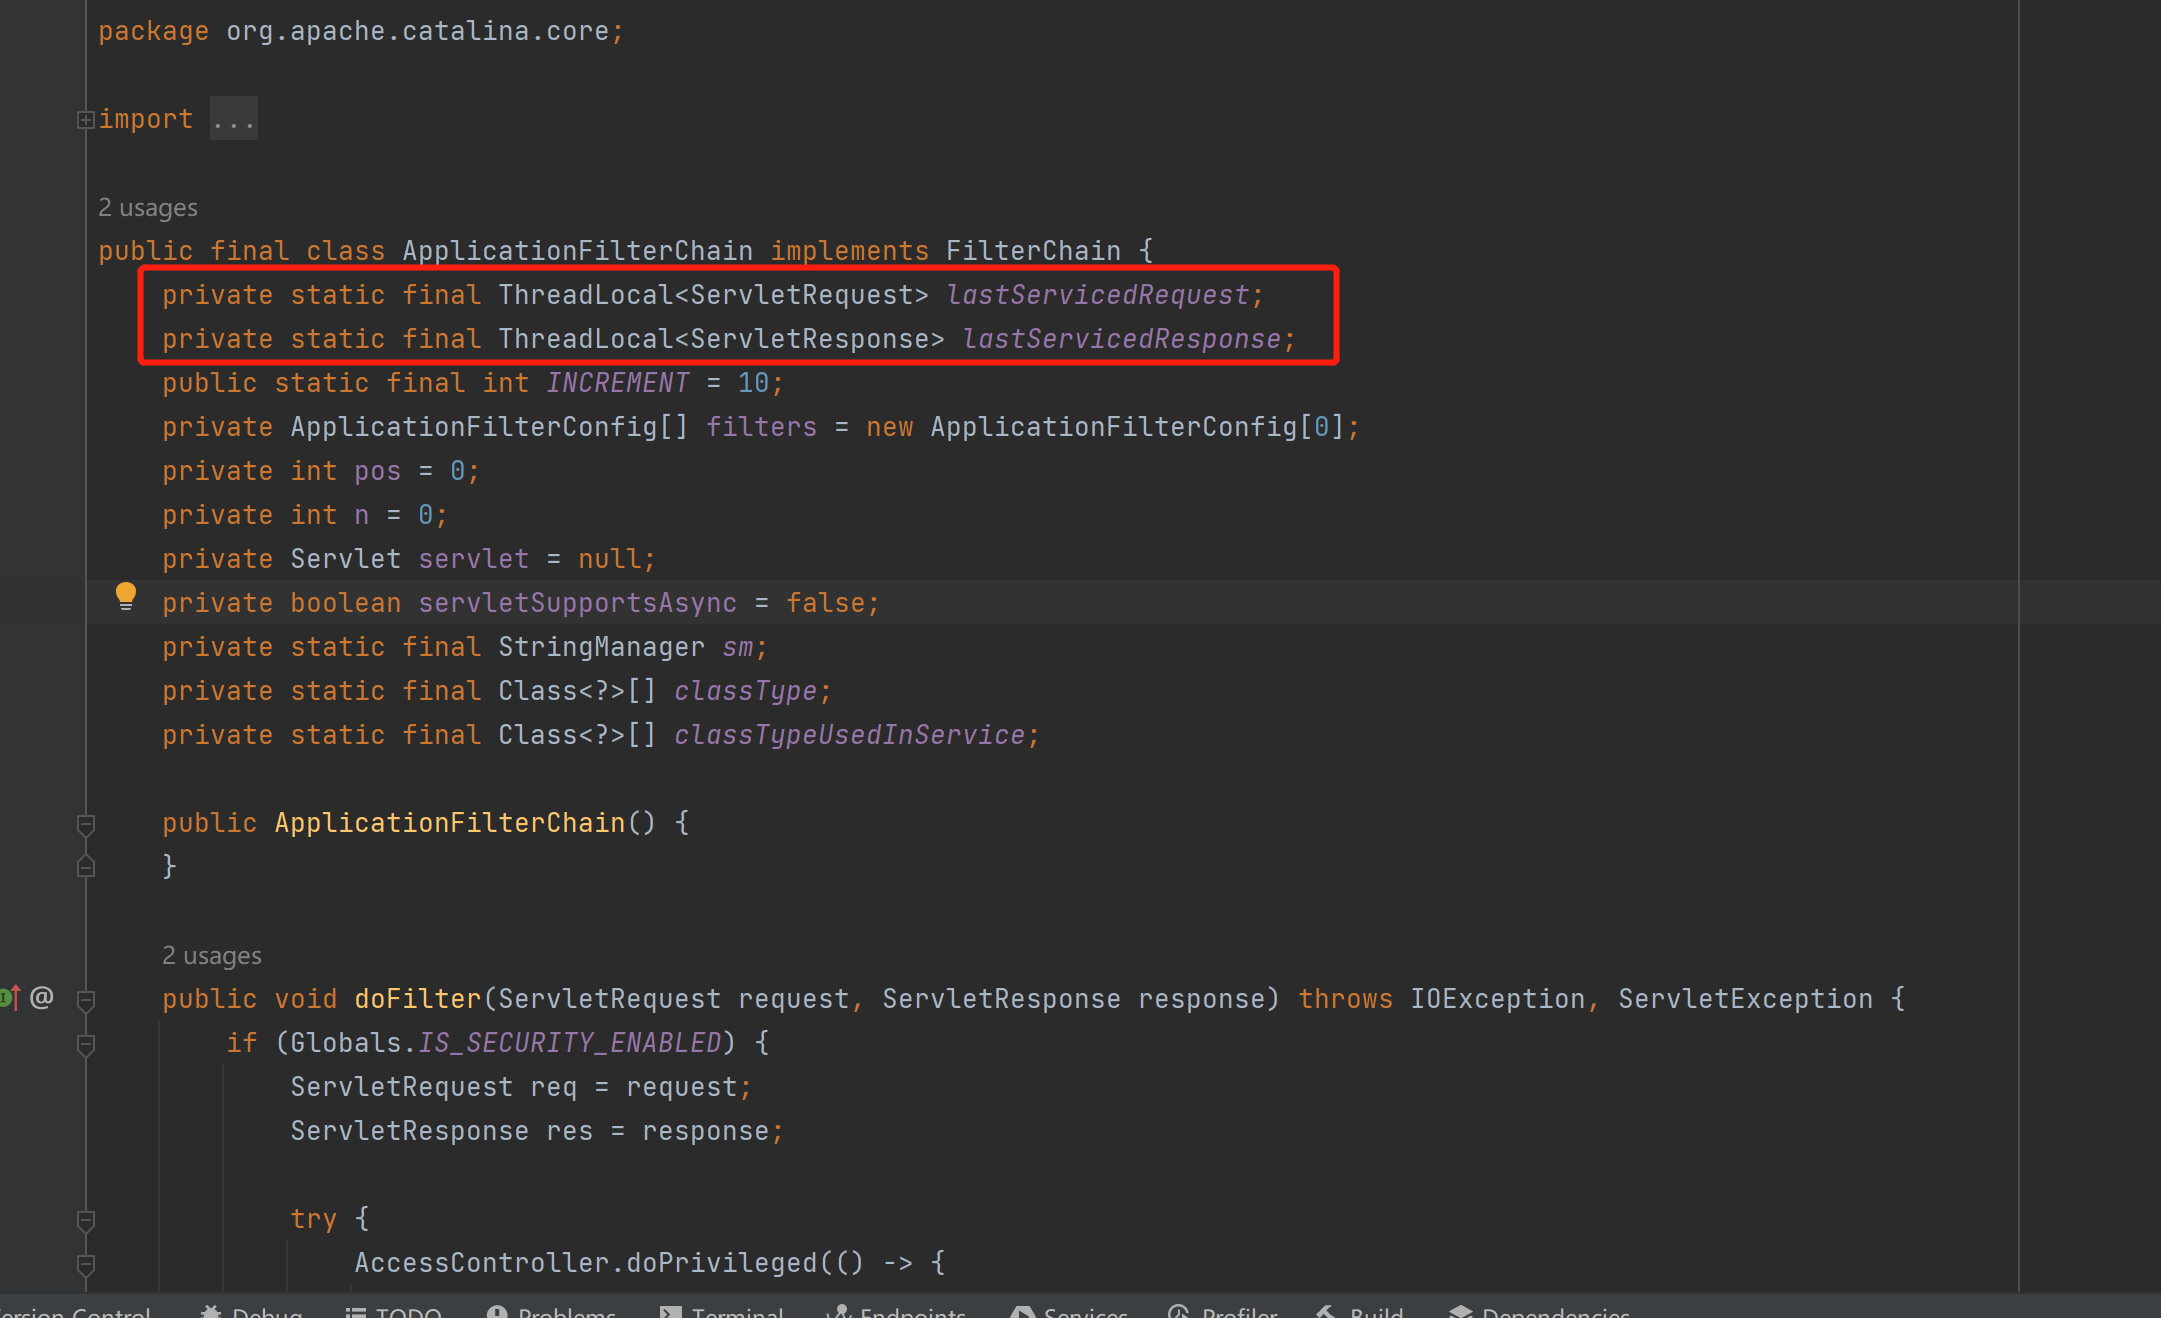 package org.apache.catalina.core;
import ...
2 usages
public final class ApplicationFilterChain implements FilterChain {
private static final ThreadLocal<ServletRequest> lastServicedRequest;
private static final ThreadLocal<ServletResponse> lastServicedResponse;
public static final int INCREMENT = 10;
private ApplicationFilterConfig[] filters = new ApplicationFilterConfig[0];
private int pos = 0;
private int n = 0;
private Servlet servlet = null;
private boolean servletSupportsAsync = false;
private static final StringManager sm;
private static final Class<?>[] classType;
private static final Class<?>[] classTypeUsedInService;
public ApplicationFilterChain() {
}
2 usages
@ public void doFilter(ServletRequest request, ServletResponse response) throws IOException, ServletException {
if (Globals.IS_SECURITY_ENABLED) {
ServletRequest req = request;
ServletResponse res = response;
try {
AccessController.doPrivileged(() -> {
ersion Control Debug TODO Problems Terminal Endpoints Services Profiler Build Dependencies